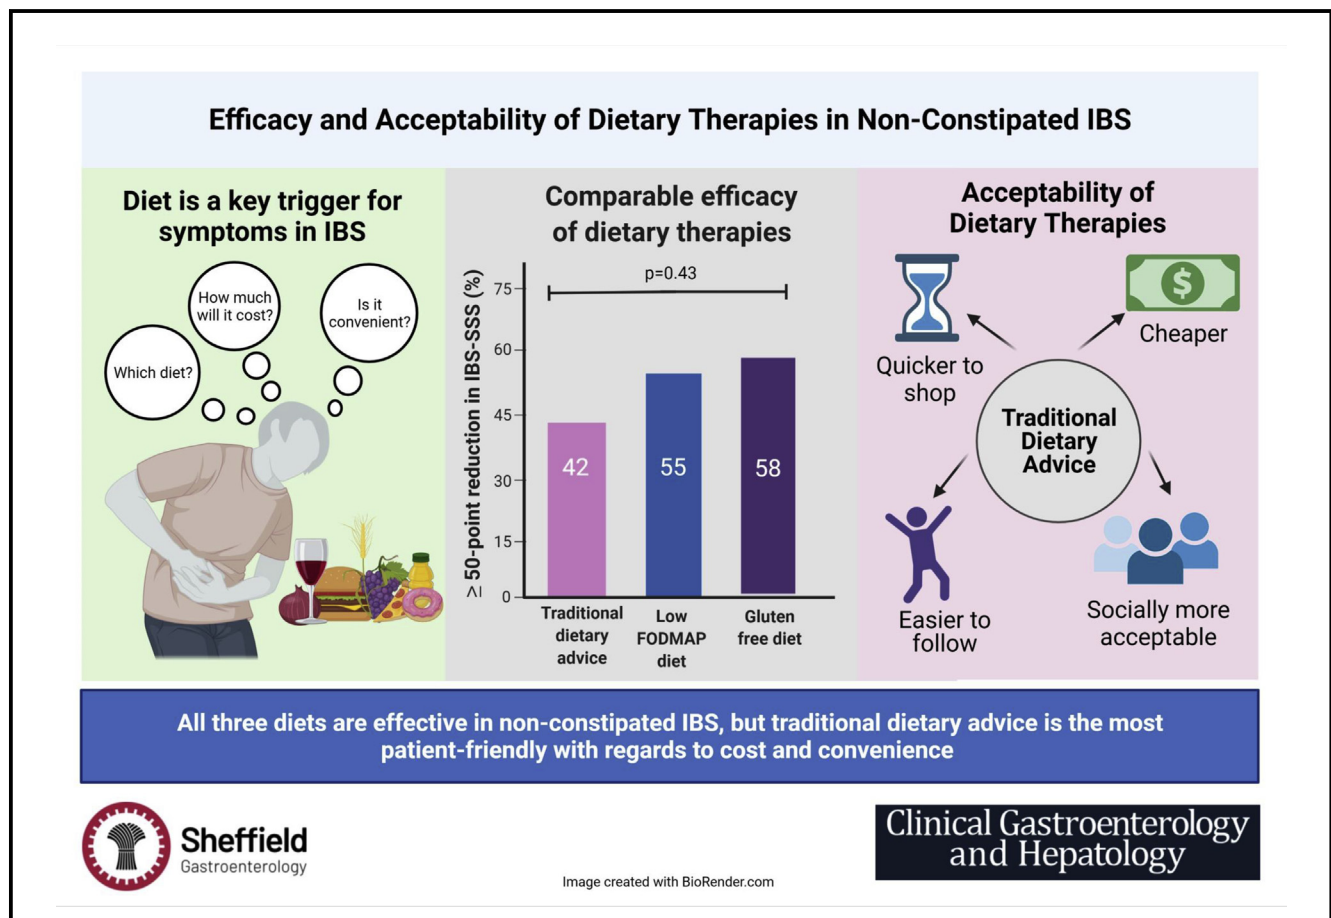 Efficacy and Acceptability of Dietary Therapies in Non-Constipated IBS
Diet is a key trigger for
symptoms in IBS
Which diet?
How much
will it cost?
Is it
convenient?
Comparable efficacy
of dietary therapies
≥ 50-point reduction in IBS-SSS (%)
p=0.43
75
60
45
30
15
0
42
55
58
Traditional
dietary
advice
Low
FODMAP
diet
Gluten
free diet
Acceptability of
Dietary Therapies
Quicker to
shop
$
Cheaper
Traditional
Dietary
Advice
Easier to
follow
Socially more
acceptable
All three diets are effective in non-constipated IBS, but traditional dietary advice is the most
patient-friendly with regards to cost and convenience
Sheffield
Gastroenterology
Image created with BioRender.com
Clinical Gastroenterology
and Hepatology